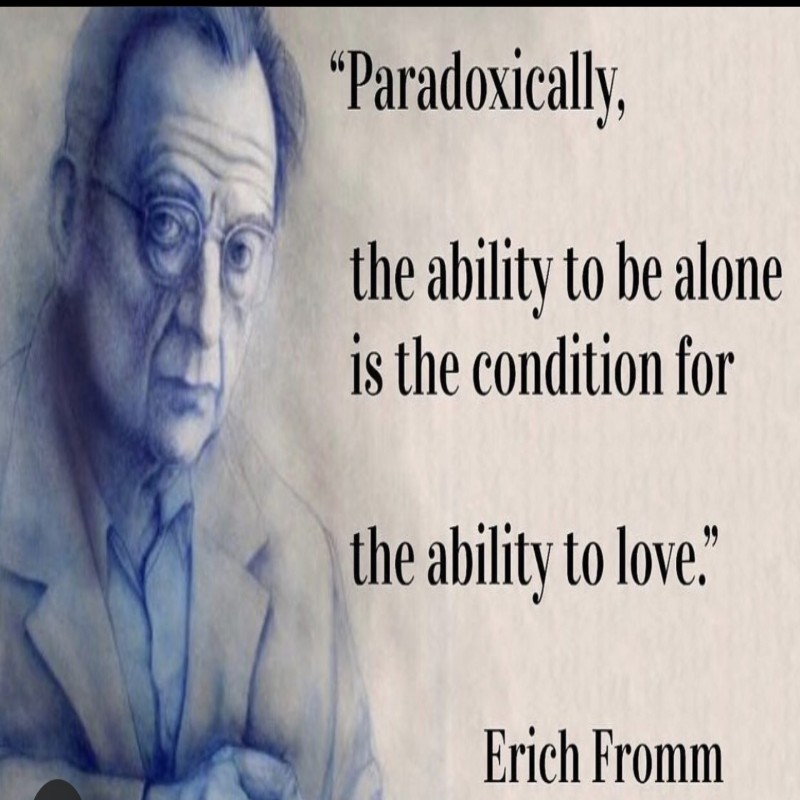 “Paradoxically,
the ability to be alone
is the condition for
the ability to love.”
Erich Fromm